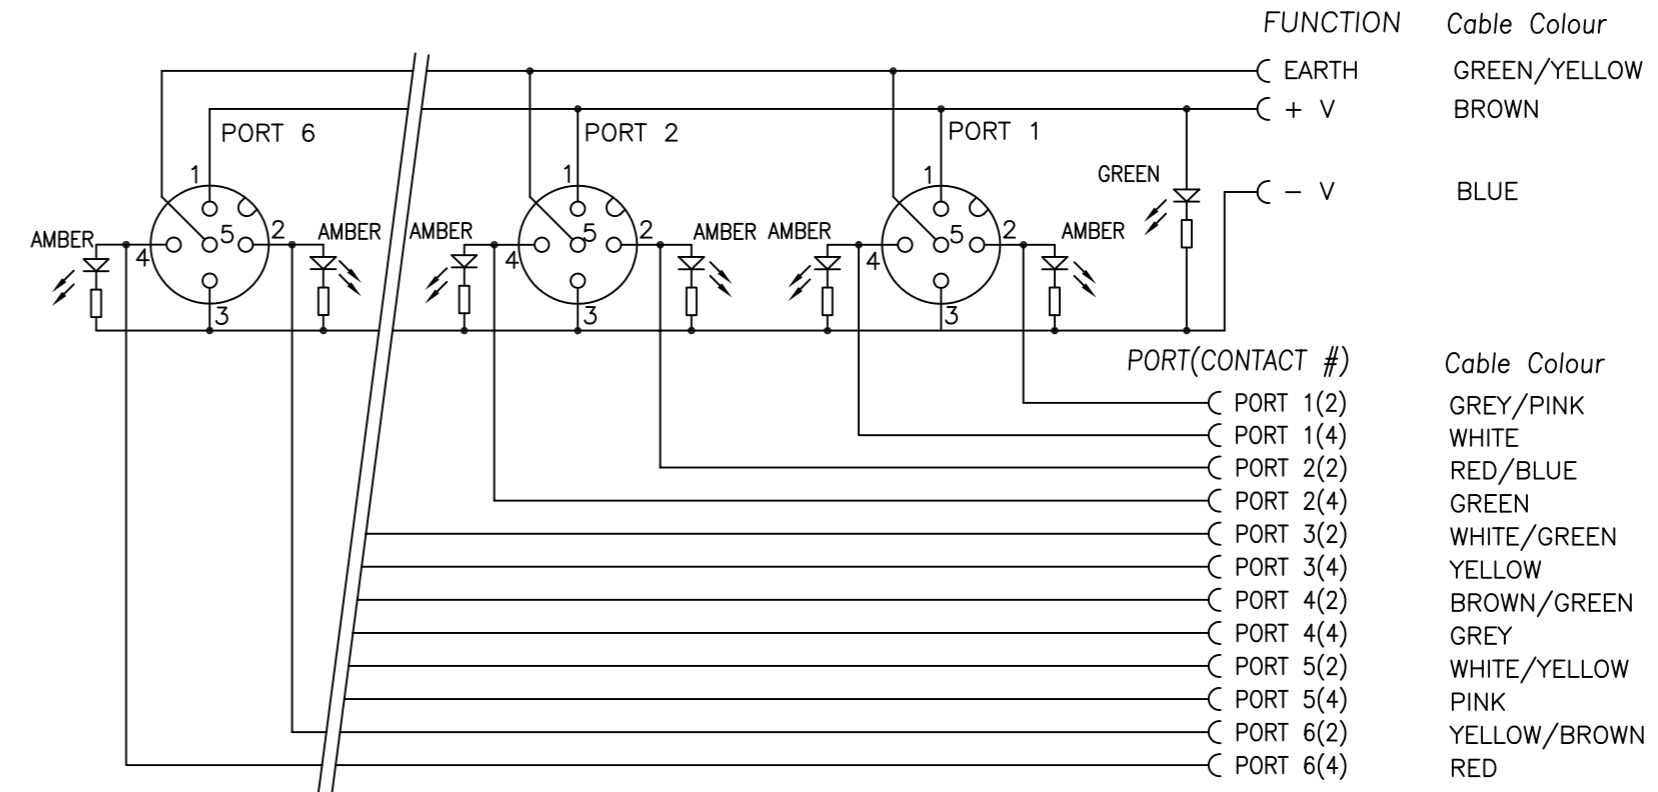 FUNCTION Cable Colour
EARTH GREEN/YELLOW
+ V BROWN
PORT 6 PORT 2 PORT 1
1 1 1 GREEN
− V BLUE
AMBER 4 5 2 AMBER AMBER 4 5 2 AMBER AMBER 4 5 2 AMBER
3 3 3
PORT(CONTACT #) Cable Colour
PORT 1(2) GREY/PINK
PORT 1(4) WHITE
PORT 2(2) RED/BLUE
PORT 2(4) GREEN
PORT 3(2) WHITE/GREEN
PORT 3(4) YELLOW
PORT 4(2) BROWN/GREEN
PORT 4(4) GREY
PORT 5(2) WHITE/YELLOW
PORT 5(4) PINK
PORT 6(2) YELLOW/BROWN
PORT 6(4) RED